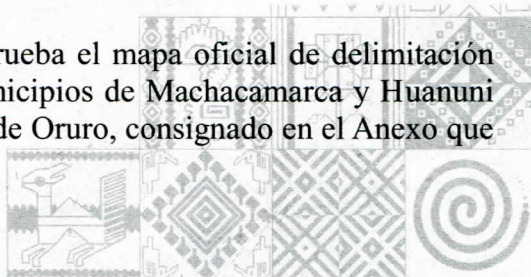 rueba el mapa oficial de delimitación
nicipios de Machacamarca y Huanuni
de Oruro, consignado en el Anexo que